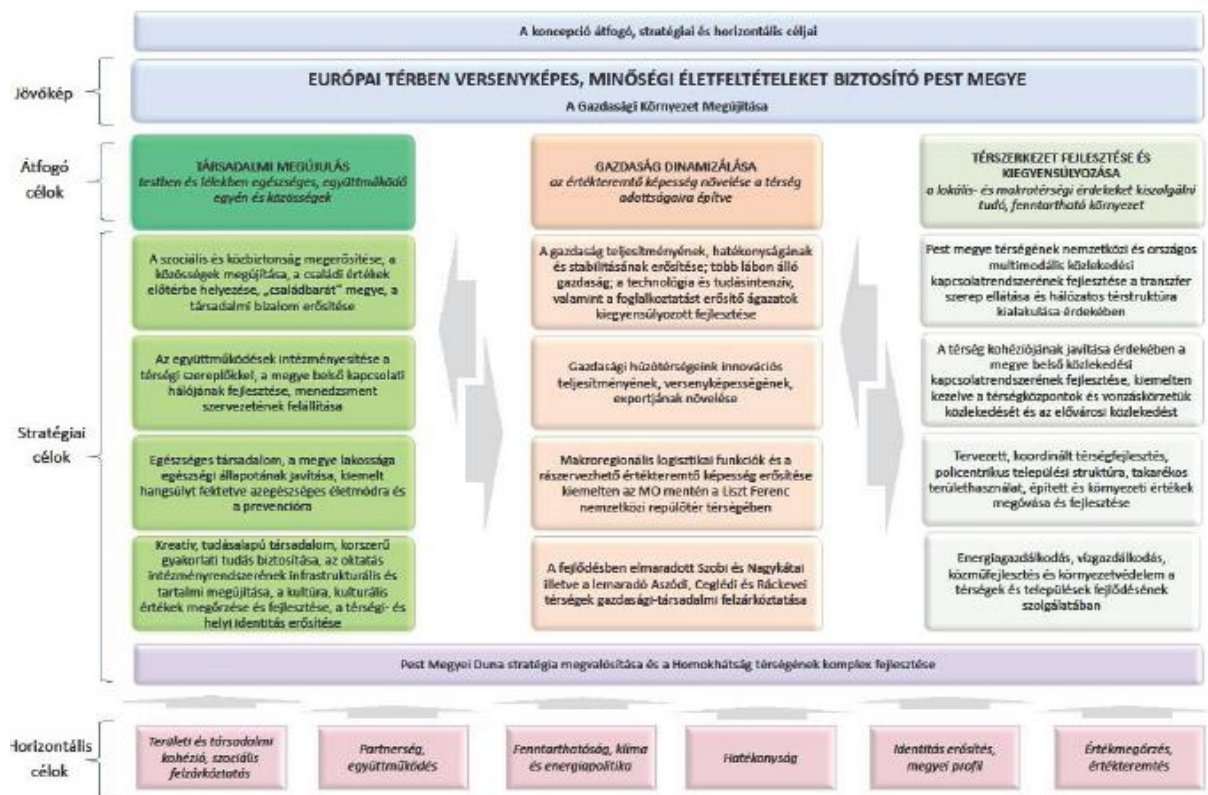 A koncepció átfogó, stratégiai és horizontális céljai
Jövőkép
EURÓPAI TÉRBEN VERSENYKÉPES, MINŐSÉGI ÉLETFELTÉTELEKET BIZTOSÍTÓ PEST MEGYE
A Gazdasági Környezet Megújítása
Átfogó
célok
TÁRSADALMI MEGÚJULÁS
testben és lélekben egészséges, együttműködő
egyén és közösségek
GAZDASÁG DINAMIZÁLÁSA
az értékteremtő képesség növelése a térség
adottságaira építve
TÉRSZERKEZET FEJLESZTÉSE ÉS
KIEGYENSÚLYOZÁSA
a lokális- és makrotérségi érdekeket kiszolgálni
tudó, fenntartható környezet
Stratégiai
célok
A szociális és közbiztonság megerősítése, a
közösségek megújítása, a családi értékek
előtérbe helyezése, „családbarát" megye, a
társadalmi bizalom erősítése
A gazdaság teljesítményének, hatékonyságának
és stabilitásának erősítése; több lábon álló
gazdaság; a technológia és tudásintenzív,
valamint a foglalkoztatást erősítő ágazatok
kiegyensúlyozott fejlesztése
Pest megye térségének nemzetközi és országos
multimodális közlekedési
kapcsolatrendszerének fejlesztése a transzfer
szerep ellátása és hálózatos térstruktúra
kialakulása érdekében
Az együttműködések intézményesítése a
térségi szereplőkkel, a megye belső kapcsolati
hálójának fejlesztése, menedzsment
szervezetének felállítása
Gazdasági húzótérségeink innovációs
teljesítményének, versenyképességének,
exportjának növelése
A térség kohéziójának javítása érdekében a
megye belső közlekedési
kapcsolatrendszerének fejlesztése, kiemelten
kezelve a térségközpontok és vonzáskörzetük
közlekedését és az elővárosi közlekedést
Egészséges társadalom, a megye lakossága
egészségi állapotának javítása, kiemelt
hangsúlyt fektetve azegészséges életmódra és
a prevencióra
Makroregionális logisztikai funkciók és a
rászervezhető értékteremtő képesség erősítése
kiemelten az M0 mentén a Liszt Ferenc
nemzetközi repülőtér térségében
Tervezett, koordinált térségfejlesztés,
policentrikus települési struktúra, takarékos
területhasználat, épített és környezeti értékek
megóvása és fejlesztése
Kreatív, tudásalapú társadalom, korszerű
gyakorlati tudás biztosítása, az oktatás
intézményrendszerének infrastrukturális és
tartalmi megújítása, a kultúra, kulturális
értékek megőrzése és fejlesztése, a térségi- és
helyi identitás erősítése
A fejlődésben elmaradott Szobi és Nagykátai
illetve a lemaradó Aszódi, Ceglédi és Ráckevei
térségek gazdasági-társadalmi felzárkóztatása
Energiagazdálkodás, vízgazdálkodás,
közműfejlesztés és környezetvédelem a
térségek és települések fejlődésének
szolgálatában
Pest Megyei Duna stratégia megvalósítása és a Homokhátság térségének komplex fejlesztése
Horizontális
célok
Területi és társadalmi
kohézió, szociális
felzárkóztatás
Partnerség,
együttműködés
Fenntarthatóság, klíma
és energiapolitika
Hatékonyság
Identitás erősítés,
megyei profil
Értékmegőrzés,
értékteremtés